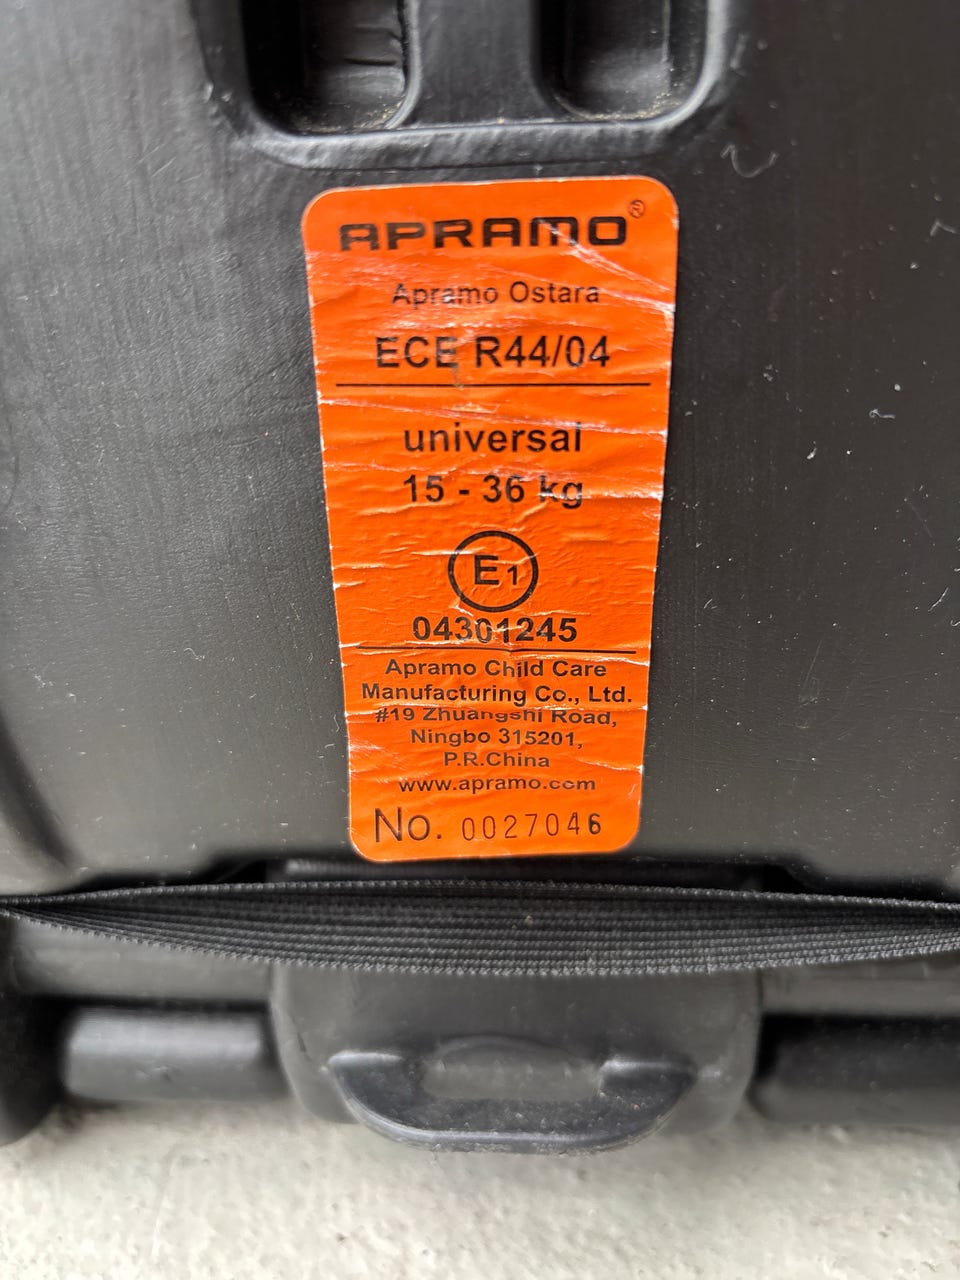 APRAMO®
Apramo Ostara
ECE R44/04
universal
15 - 36 kg
E1
04301245
Apramo Child Care
Manufacturing Co., Ltd.
#19 Zhuangshi Road,
Ningbo 315201,
P.R.China
www.apramo.com
No. 0027046